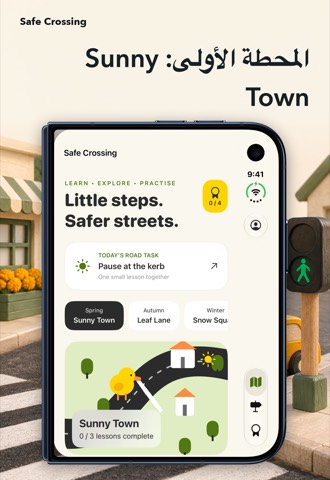 Safe Crossing
المحطة الأولى: Sunny
Town
Safe Crossing
9:41
LEARN • EXPLORE • PRACTISE
Little steps.
Safer streets.
0 / 4
TODAY'S ROAD TASK
Pause at the kerb
One small lesson together
Spring
Sunny Town
Autumn
Leaf Lane
Winter
Snow Squ
Sunny Town
0 / 3 lessons complete